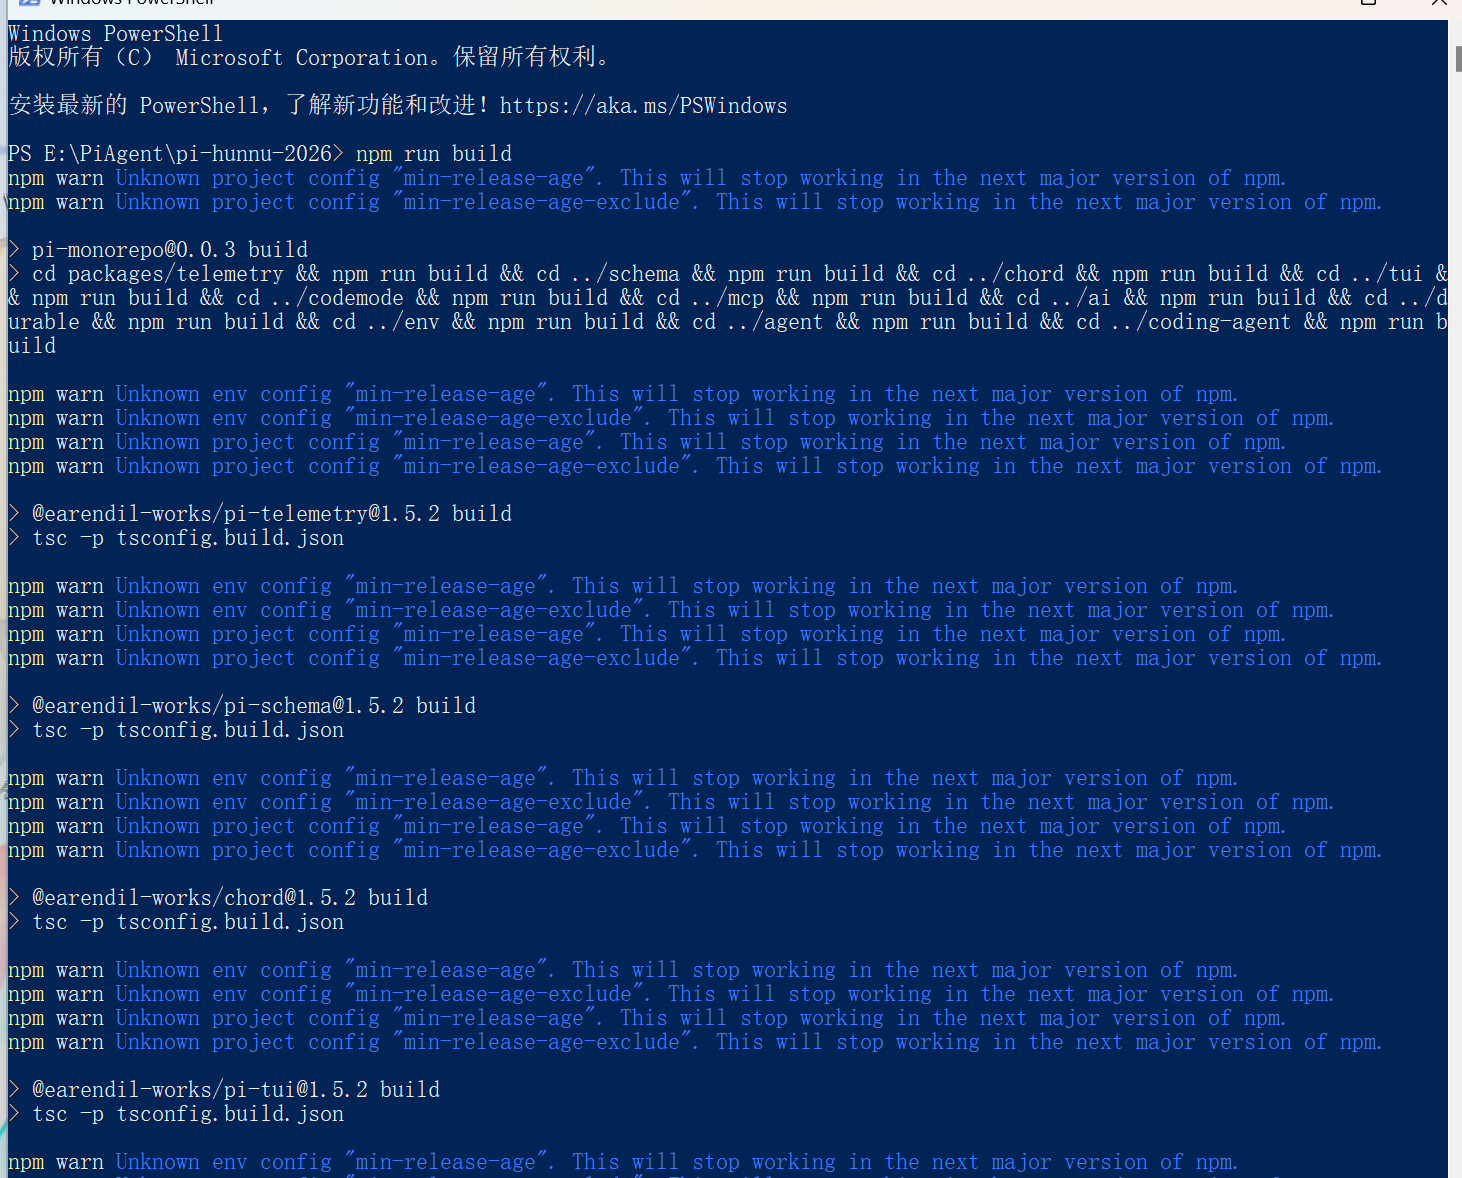 Windows PowerShell
Windows PowerShell
版权所有（C） Microsoft Corporation。保留所有权利。
安装最新的 PowerShell，了解新功能和改进！https://aka.ms/PSWindows
PS E:\PiAgent\pi-hunnu-2026> npm run build
npm warn Unknown project config "min-release-age". This will stop working in the next major version of npm.
npm warn Unknown project config "min-release-age-exclude". This will stop working in the next major version of npm.
> pi-monorepo@0.0.3 build
> cd packages/telemetry && npm run build && cd ../schema && npm run build && cd ../chord && npm run build && cd ../tui &
& npm run build && cd ../codemode && npm run build && cd ../mcp && npm run build && cd ../ai && npm run build && cd ../d
urable && npm run build && cd ../env && npm run build && cd ../agent && npm run build && cd ../coding-agent && npm run b
uild
npm warn Unknown env config "min-release-age". This will stop working in the next major version of npm.
npm warn Unknown env config "min-release-age-exclude". This will stop working in the next major version of npm.
npm warn Unknown project config "min-release-age". This will stop working in the next major version of npm.
npm warn Unknown project config "min-release-age-exclude". This will stop working in the next major version of npm.
> @earendil-works/pi-telemetry@1.5.2 build
> tsc -p tsconfig.build.json
npm warn Unknown env config "min-release-age". This will stop working in the next major version of npm.
npm warn Unknown env config "min-release-age-exclude". This will stop working in the next major version of npm.
npm warn Unknown project config "min-release-age". This will stop working in the next major version of npm.
npm warn Unknown project config "min-release-age-exclude". This will stop working in the next major version of npm.
> @earendil-works/pi-schema@1.5.2 build
> tsc -p tsconfig.build.json
npm warn Unknown env config "min-release-age". This will stop working in the next major version of npm.
npm warn Unknown env config "min-release-age-exclude". This will stop working in the next major version of npm.
npm warn Unknown project config "min-release-age". This will stop working in the next major version of npm.
npm warn Unknown project config "min-release-age-exclude". This will stop working in the next major version of npm.
> @earendil-works/chord@1.5.2 build
> tsc -p tsconfig.build.json
npm warn Unknown env config "min-release-age". This will stop working in the next major version of npm.
npm warn Unknown env config "min-release-age-exclude". This will stop working in the next major version of npm.
npm warn Unknown project config "min-release-age". This will stop working in the next major version of npm.
npm warn Unknown project config "min-release-age-exclude". This will stop working in the next major version of npm.
> @earendil-works/pi-tui@1.5.2 build
> tsc -p tsconfig.build.json
npm warn Unknown env config "min-release-age". This will stop working in the next major version of npm.